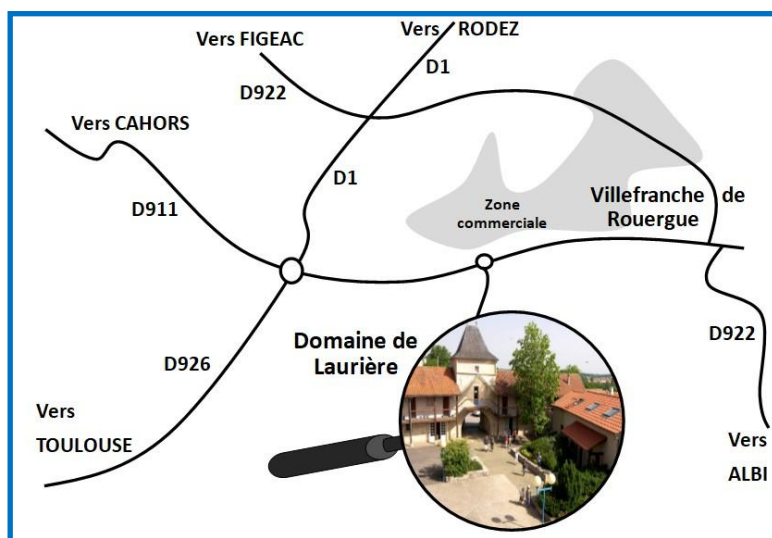 Vers RODEZ
Vers FIGEAC
D1
D922
Vers CAHORS
D1
D911
Zone
commerciale
Villefranche de
Rouergue
Domaine de
Laurière
D922
D926
Vers
TOULOUSE
Vers
ALBI